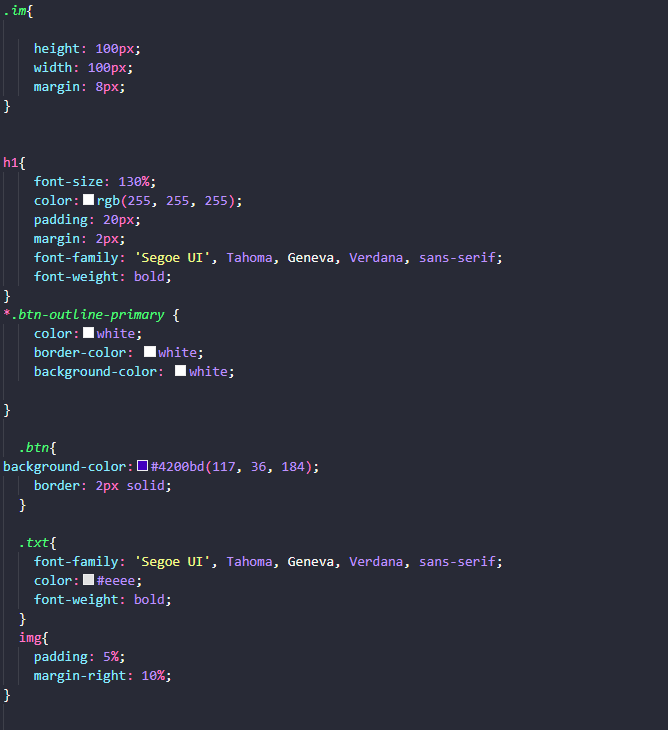 .im{
height: 100px;
width: 100px;
margin: 8px;
}
h1{
font-size: 130%;
color: rgb(255, 255, 255);
padding: 20px;
margin: 2px;
font-family: 'Segoe UI', Tahoma, Geneva, Verdana, sans-serif;
font-weight: bold;
}
*.btn-outline-primary {
color: white;
border-color: white;
background-color: white;
}
.btn{
background-color: #4200bd(117, 36, 184);
border: 2px solid;
}
.txt{
font-family: 'Segoe UI', Tahoma, Geneva, Verdana, sans-serif;
color: #eeee;
font-weight: bold;
}
img{
padding: 5%;
margin-right: 10%;
}